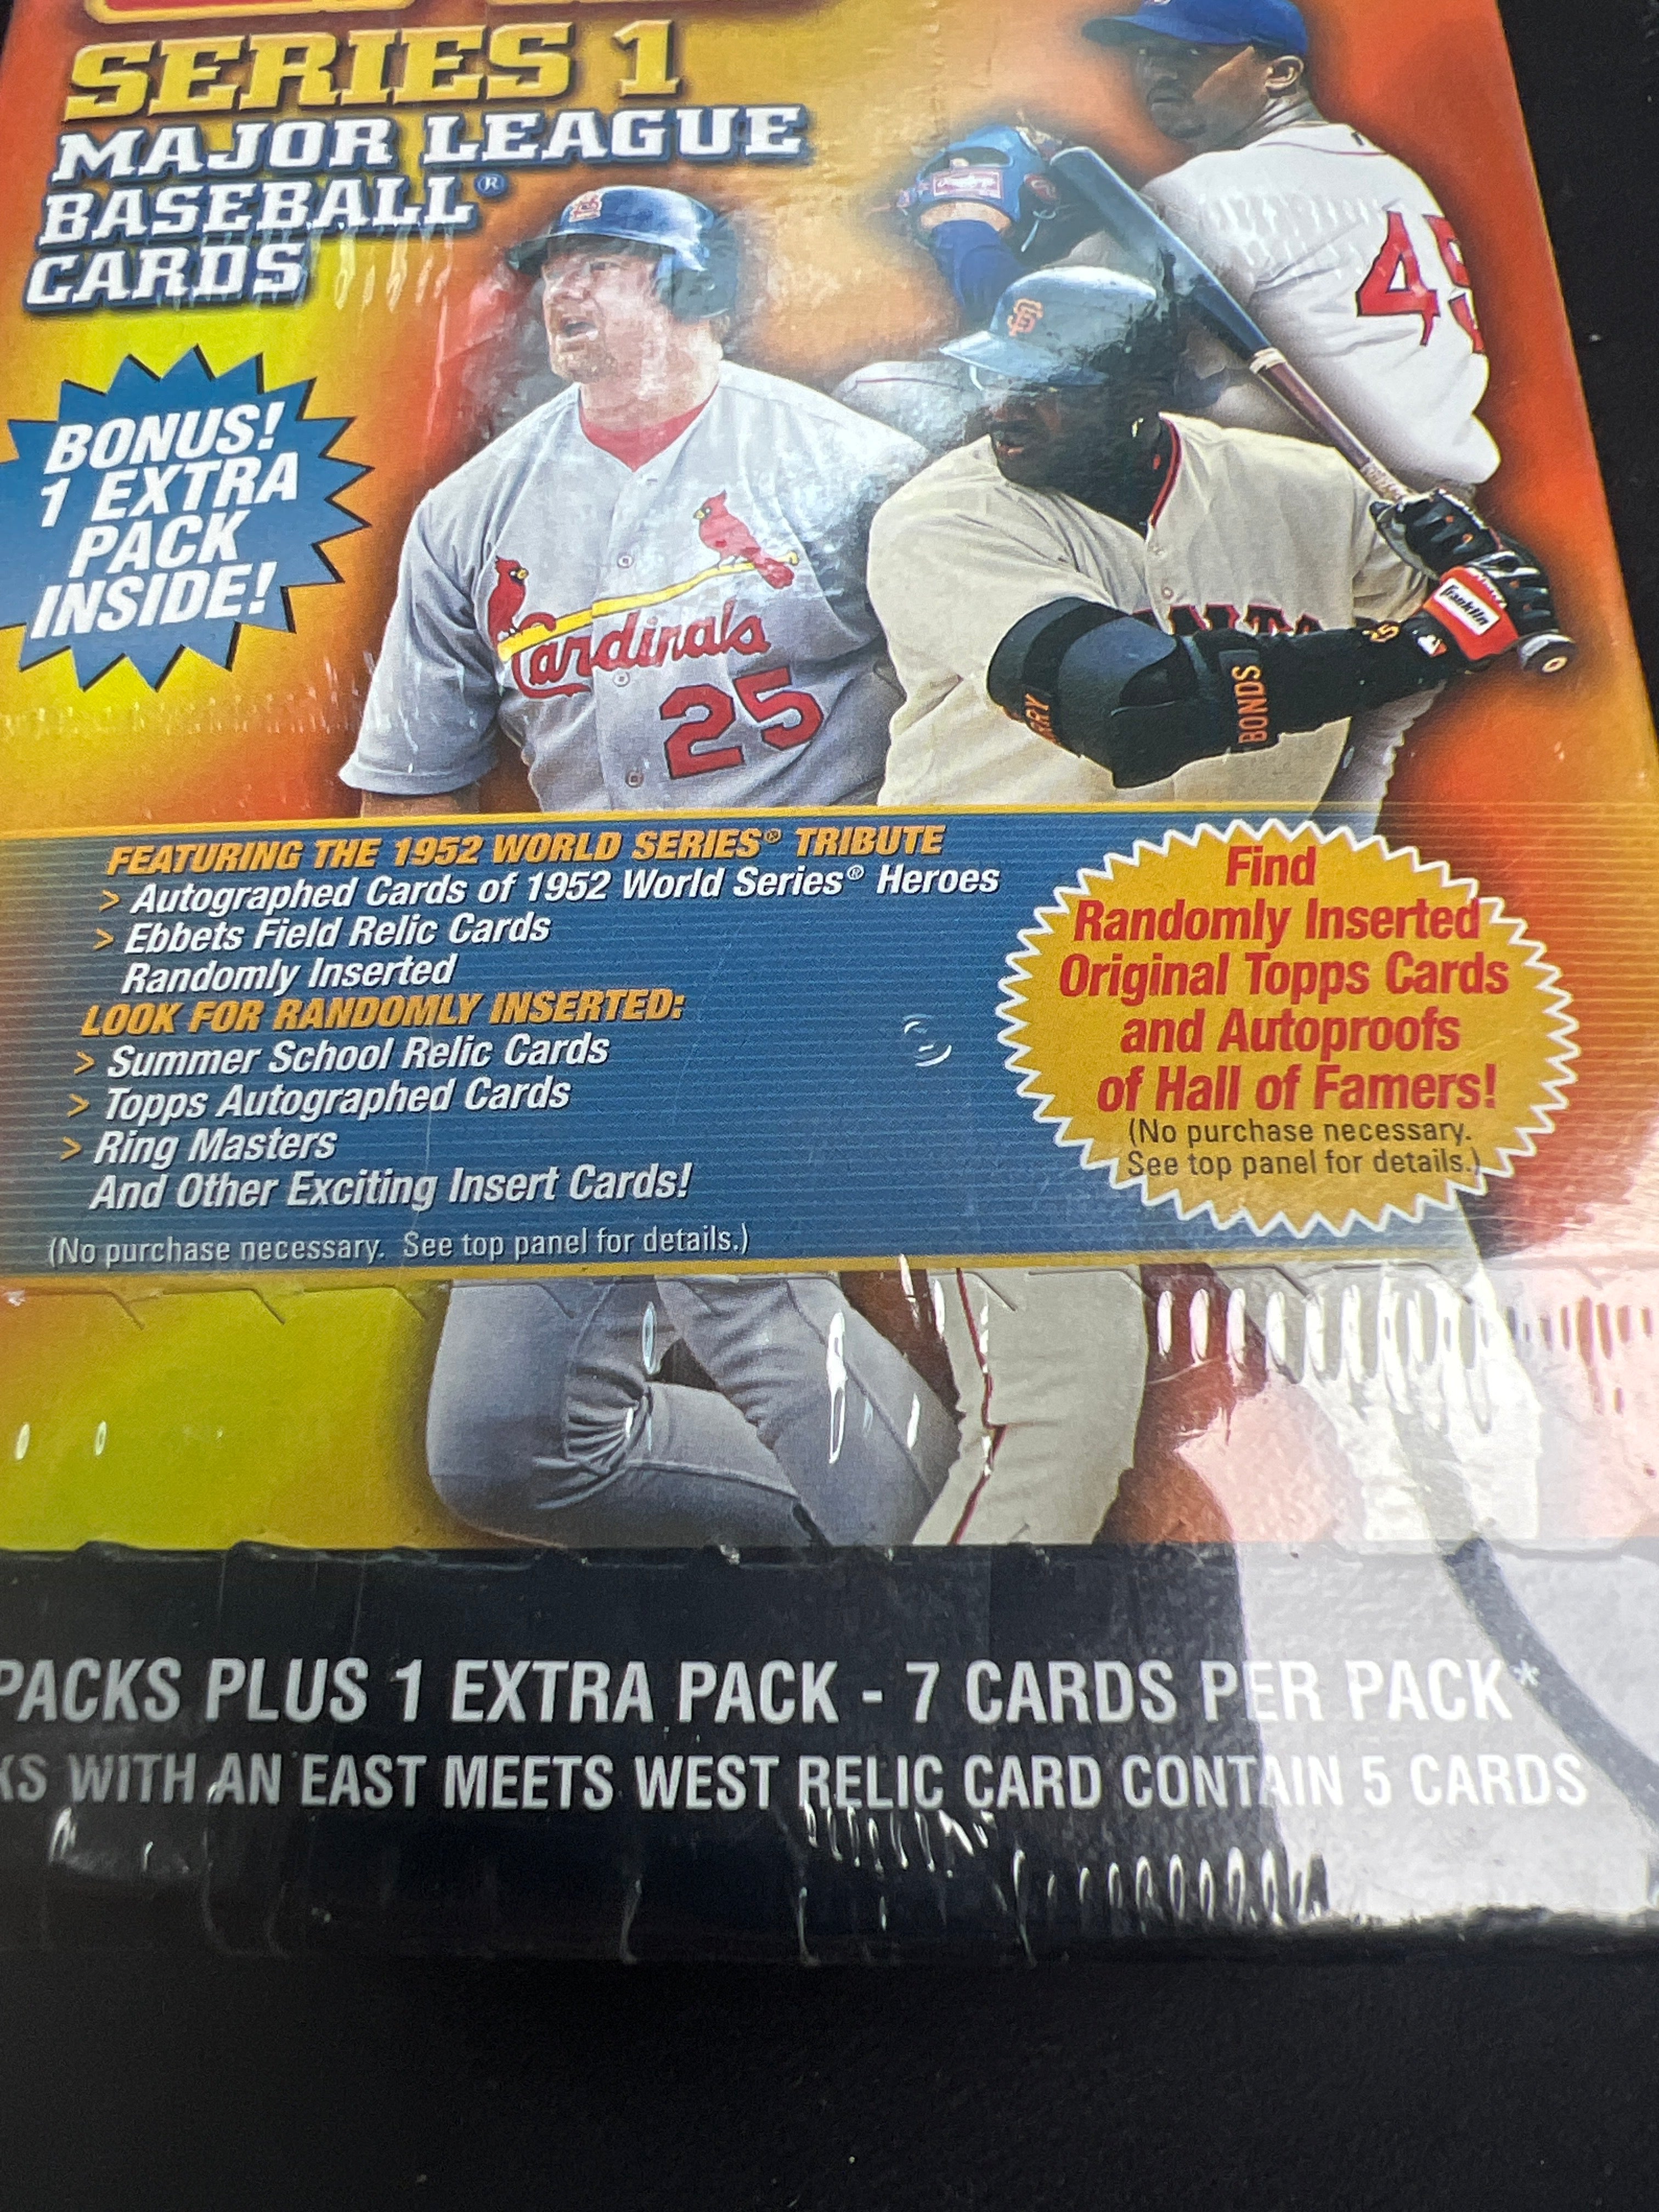 SERIES 1
MAJOR LEAGUE
BASEBALL®
CARDS
BONUS!
1 EXTRA
PACK
INSIDE!
Rawlings
45
SF
Cardinals
25
Franklin
BONDS
FEATURING THE 1952 WORLD SERIES® TRIBUTE
> Autographed Cards of 1952 World Series® Heroes
> Ebbets Field Relic Cards
Randomly Inserted
LOOK FOR RANDOMLY INSERTED:
> Summer School Relic Cards
> Topps Autographed Cards
> Ring Masters
And Other Exciting Insert Cards!
(No purchase necessary. See top panel for details.)
Find
Randomly Inserted
Original Topps Cards
and Autoproofs
of Hall of Famers!
(No purchase necessary.
See top panel for details.)
PACKS PLUS 1 EXTRA PACK - 7 CARDS PER PACK*
WITH AN EAST MEETS WEST RELIC CARD CONTAIN 5 CARDS